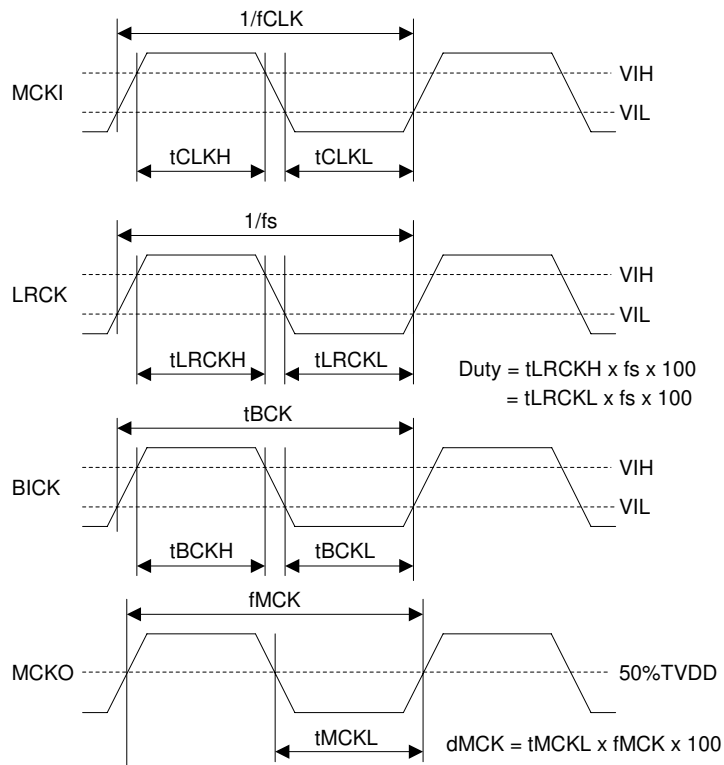 1/fCLK
VIH
MCKI
VIL
tCLKH tCLKL
1/fs
VIH
LRCK
VIL
tLRCKH tLRCKL
Duty = tLRCKH x fs x 100
= tLRCKL x fs x 100
tBCK
VIH
BICK
VIL
tBCKH tBCKL
fMCK
MCKO 50%TVDD
tMCKL
dMCK = tMCKL x fMCK x 100